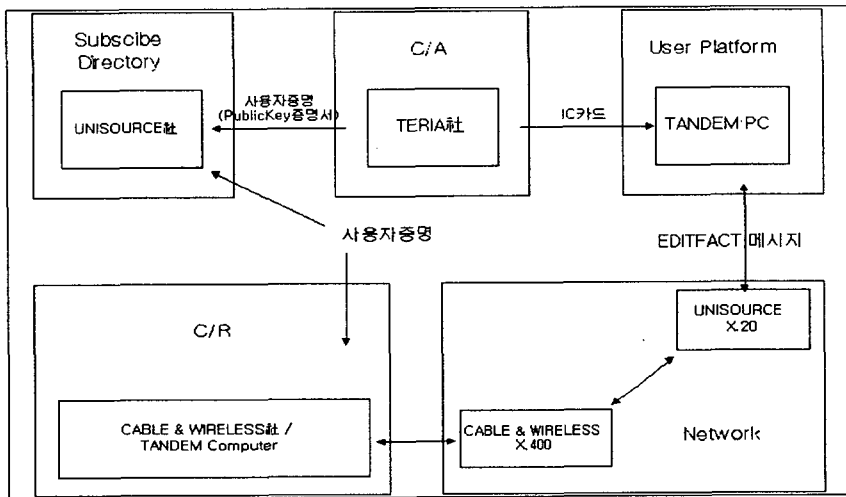 Subscibe
Directory
UNISOURCE社
사용자증명
(PublicKey증명서)
C/A
TERIA社
IC카드
User Platform
TANDEM·PC
사용자증명
EDITFACT 메시지
C/R
CABLE & WIRELESS社 /
TANDEM Computer
UNISOURCE
X.20
CABLE & WIRELESS
X.400
Network